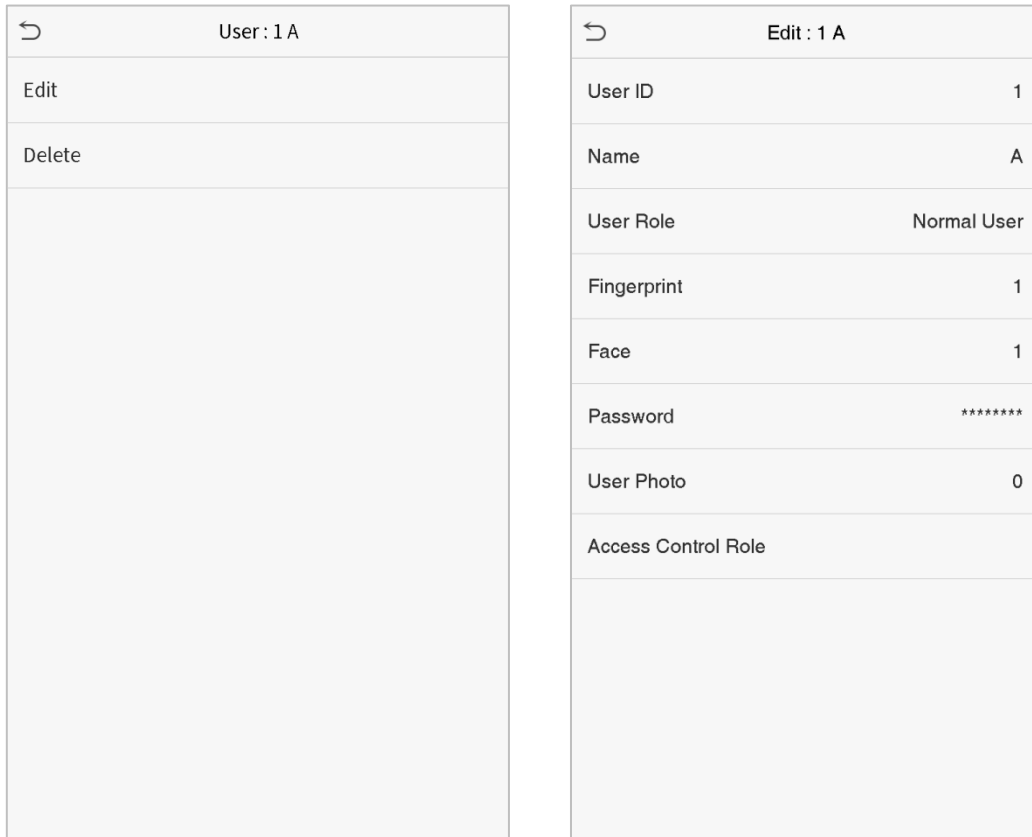 User : 1 A
Edit
Delete
Edit : 1 A
User ID 1
Name A
User Role Normal User
Fingerprint 1
Face 1
Password ********
User Photo 0
Access Control Role